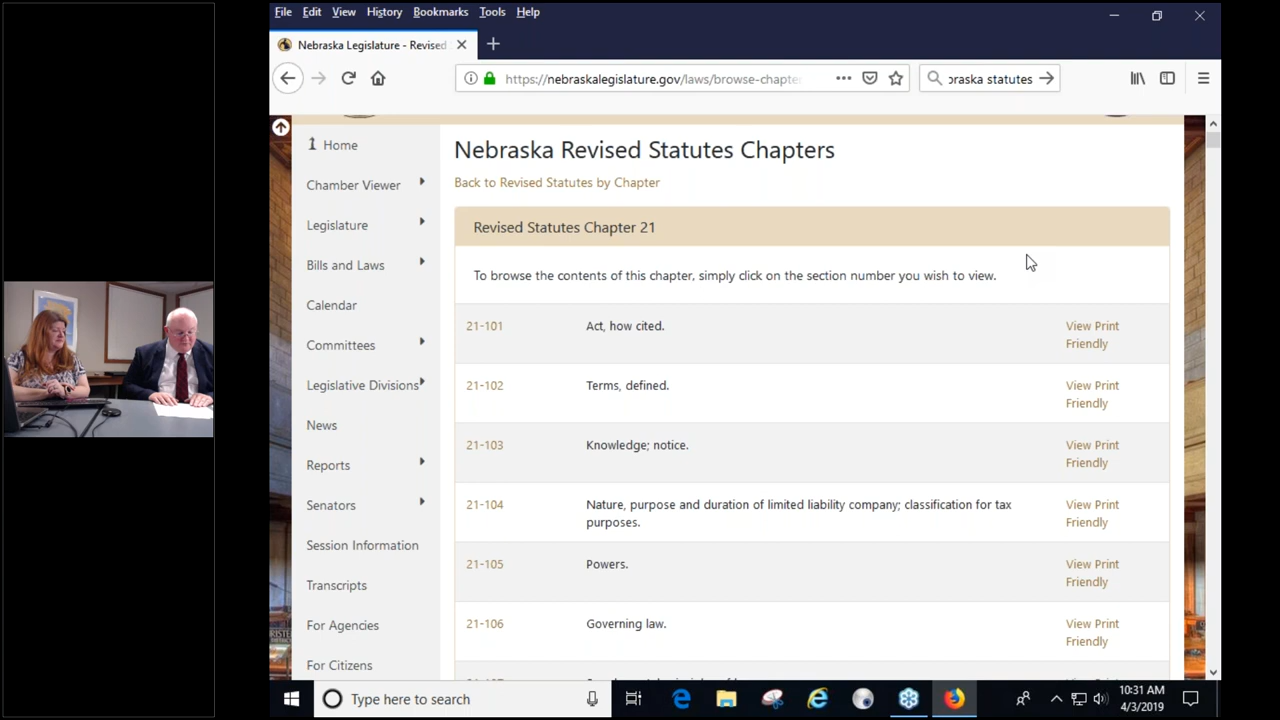 File Edit View History Bookmarks Tools Help
Nebraska Legislature - Revised
https://nebraskalegislature.gov/laws/browse-chapte
braska statutes
Home
Chamber Viewer
Legislature
Bills and Laws
Calendar
Committees
Legislative Divisions
News
Reports
Senators
Session Information
Transcripts
For Agencies
For Citizens
Nebraska Revised Statutes Chapters
Back to Revised Statutes by Chapter
Revised Statutes Chapter 21
To browse the contents of this chapter, simply click on the section number you wish to view.
21-101 Act, how cited. View Print
Friendly
21-102 Terms, defined. View Print
Friendly
21-103 Knowledge; notice. View Print
Friendly
21-104 Nature, purpose and duration of limited liability company; classification for tax View Print
purposes. Friendly
21-105 Powers. View Print
Friendly
21-106 Governing law. View Print
Friendly
Type here to search
10:31 AM
4/3/2019